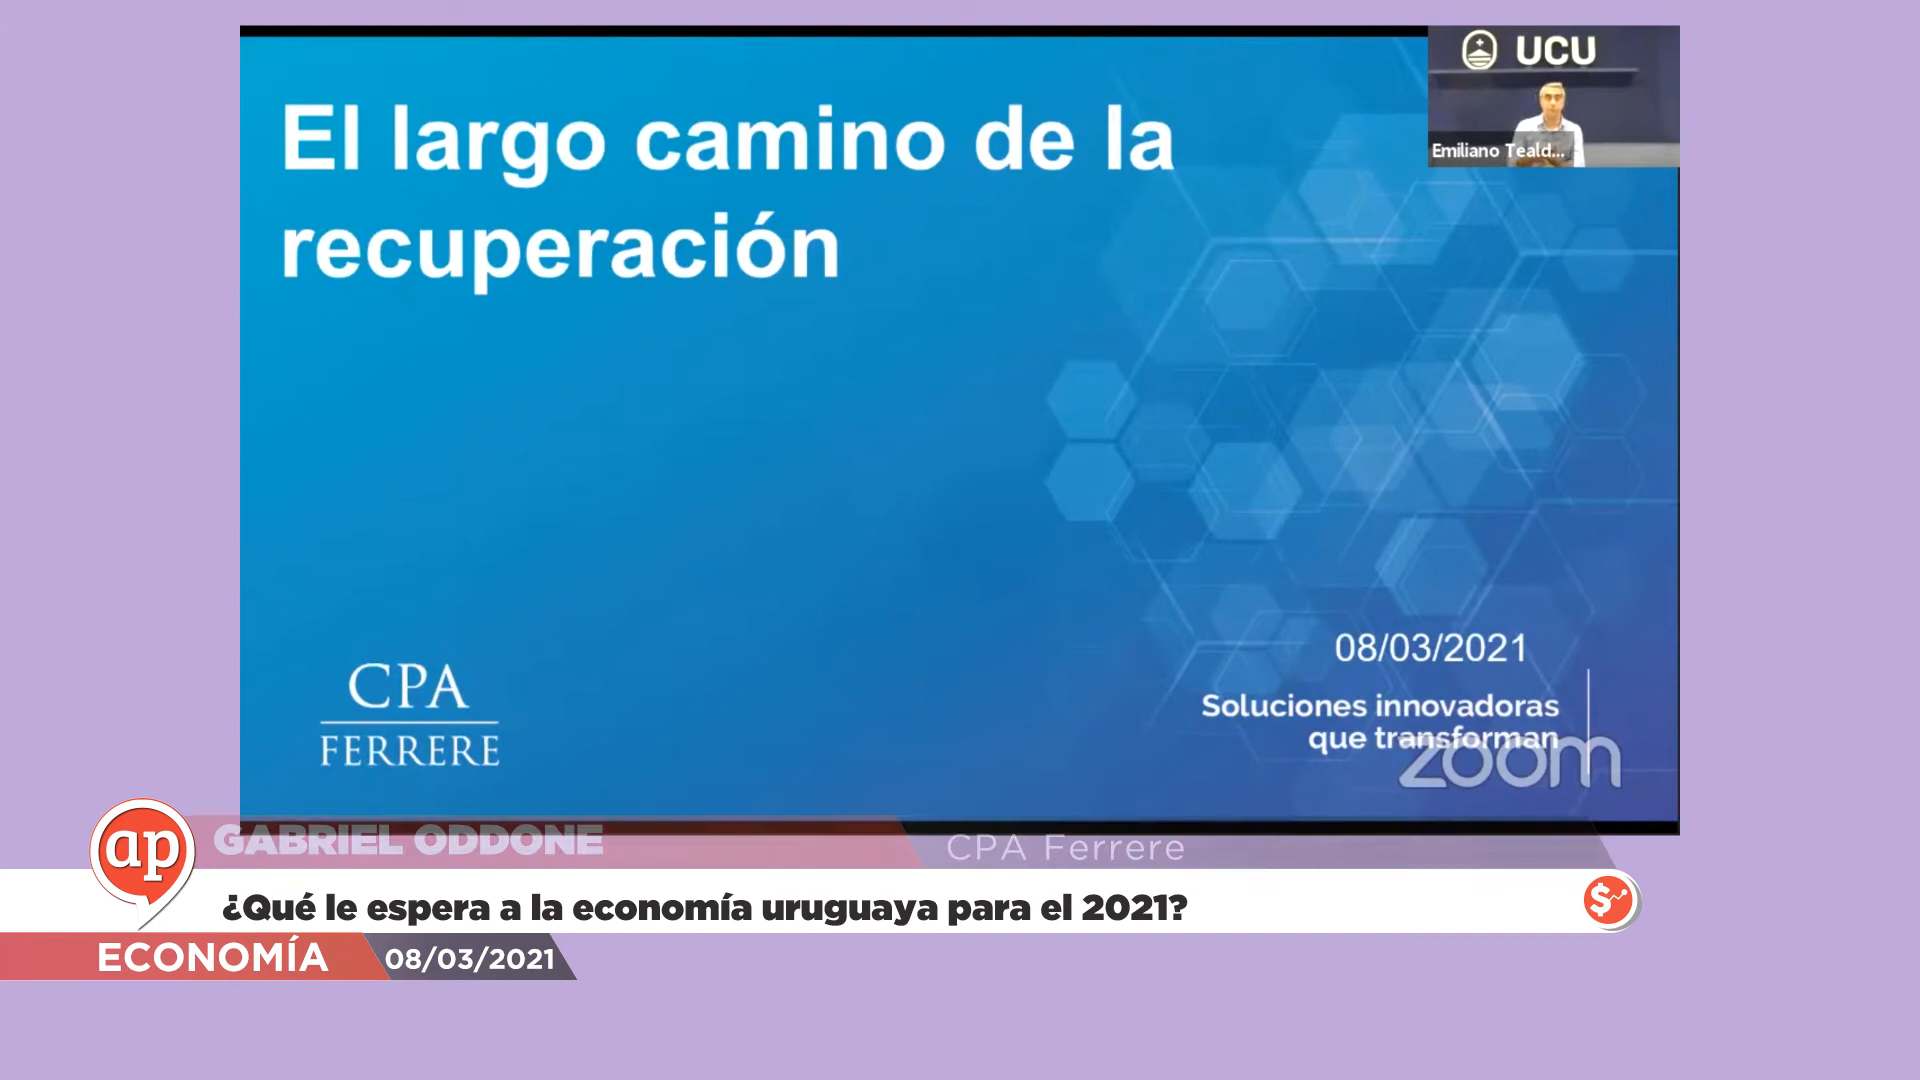 El largo camino de la
recuperación
UCU
Emiliano Teald...
08/03/2021
Soluciones innovadoras
que transforman
zoom
CPA
FERRERE
ap
GABRIEL ODDONE
CPA Ferrere
¿Qué le espera a la economía uruguaya para el 2021?
$
ECONOMÍA
08/03/2021